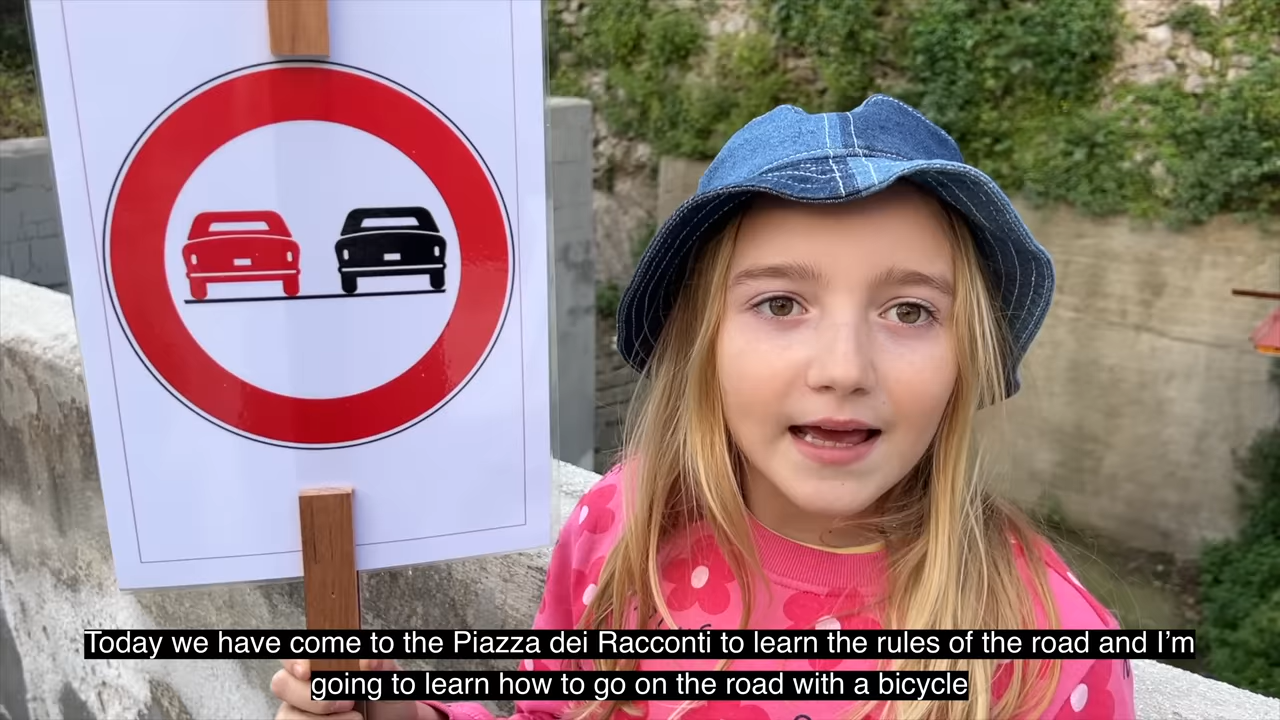 Today we have come to the Piazza dei Racconti to learn the rules of the road and I’m
going to learn how to go on the road with a bicycle